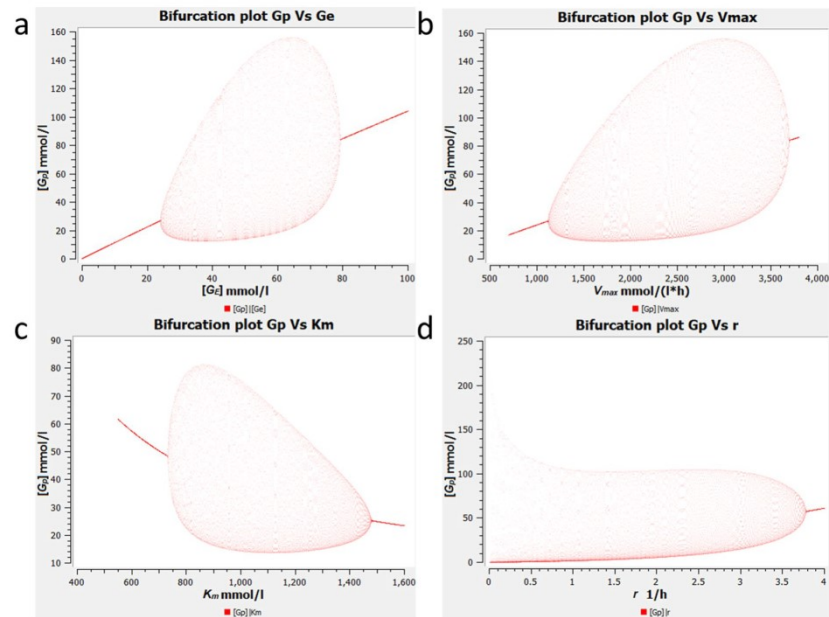 a
Bifurcation plot Gp Vs Ge
160
140
120
100
80
60
40
20
0
[Gp] mmol/l
0 20 40 60 80 100
[GE] mmol/l
[Gp]|[Ge]
b
Bifurcation plot Gp Vs Vmax
160
140
120
100
80
60
40
20
0
[Gp] mmol/l
500 1,000 1,500 2,000 2,500 3,000 3,500 4,000
Vmax mmol/(l*h)
[Gp]|Vmax
c
Bifurcation plot Gp Vs Km
90
80
70
60
50
40
30
20
10
[Gp] mmol/l
400 600 800 1,000 1,200 1,400 1,600
Km mmol/l
[Gp]|Km
d
Bifurcation plot Gp Vs r
250
200
150
100
50
0
[Gp] mmol/l
0 0.5 1 1.5 2 2.5 3 3.5 4
r 1/h
[Gp]|r